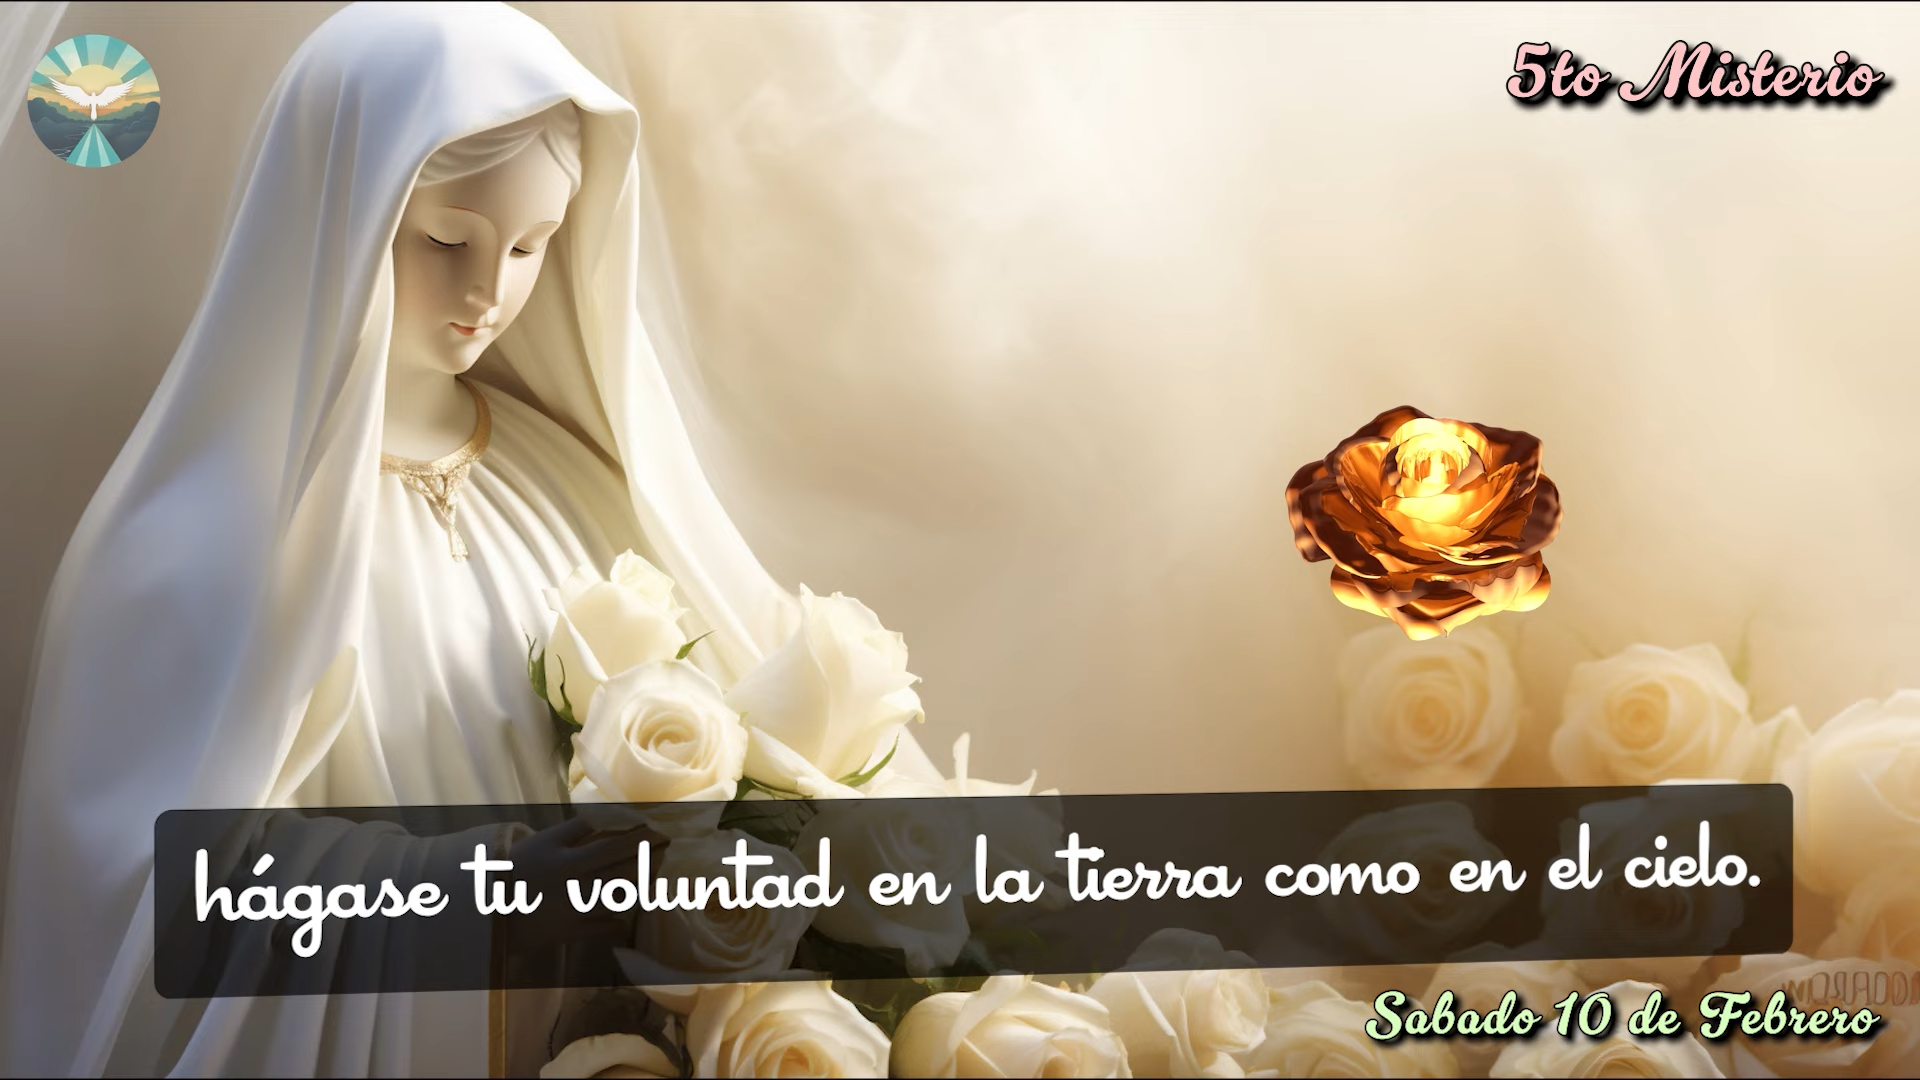 5to Misterio
hágase tu voluntad en la tierra como en el cielo.
Sabado 10 de Febrero